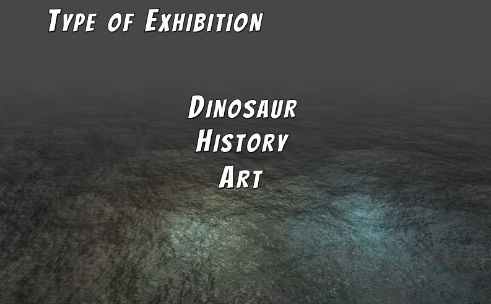 Type of Exhibition
Dinosaur
History
Art